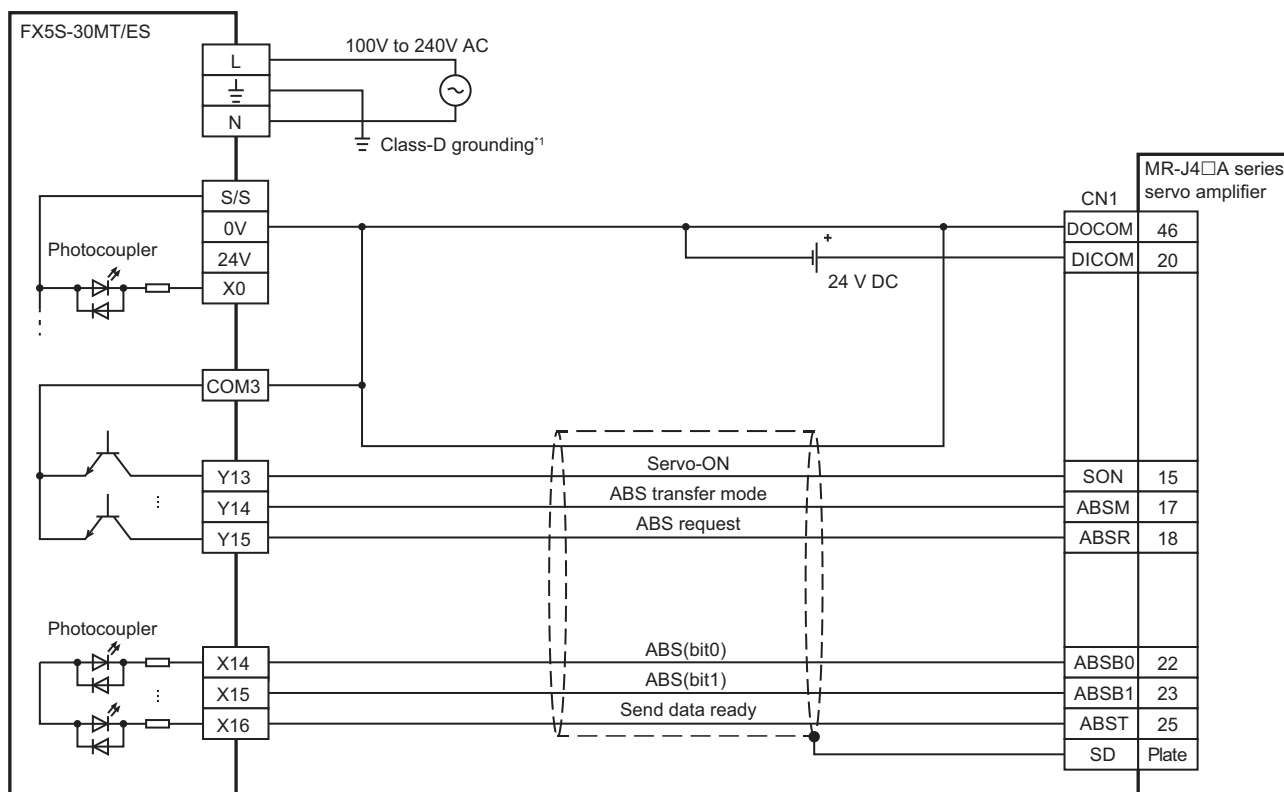 FX5S-30MT/ES
L
100V to 240V AC
N
Class-D grounding*1
MR-J4□A series
servo amplifier
CN1
S/S
0V
DOCOM 46
Photocoupler
24V
DICOM 20
+
24 V DC
X0
COM3
Y13 Servo-ON SON 15
Y14 ABS transfer mode ABSM 17
Y15 ABS request ABSR 18
Photocoupler
X14 ABS(bit0) ABSB0 22
X15 ABS(bit1) ABSB1 23
X16 Send data ready ABST 25
SD Plate